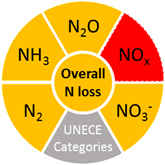 N₂O
NH₃
NOₓ
Overall
N loss
N₂
NO₃⁻
UNECE
Categories